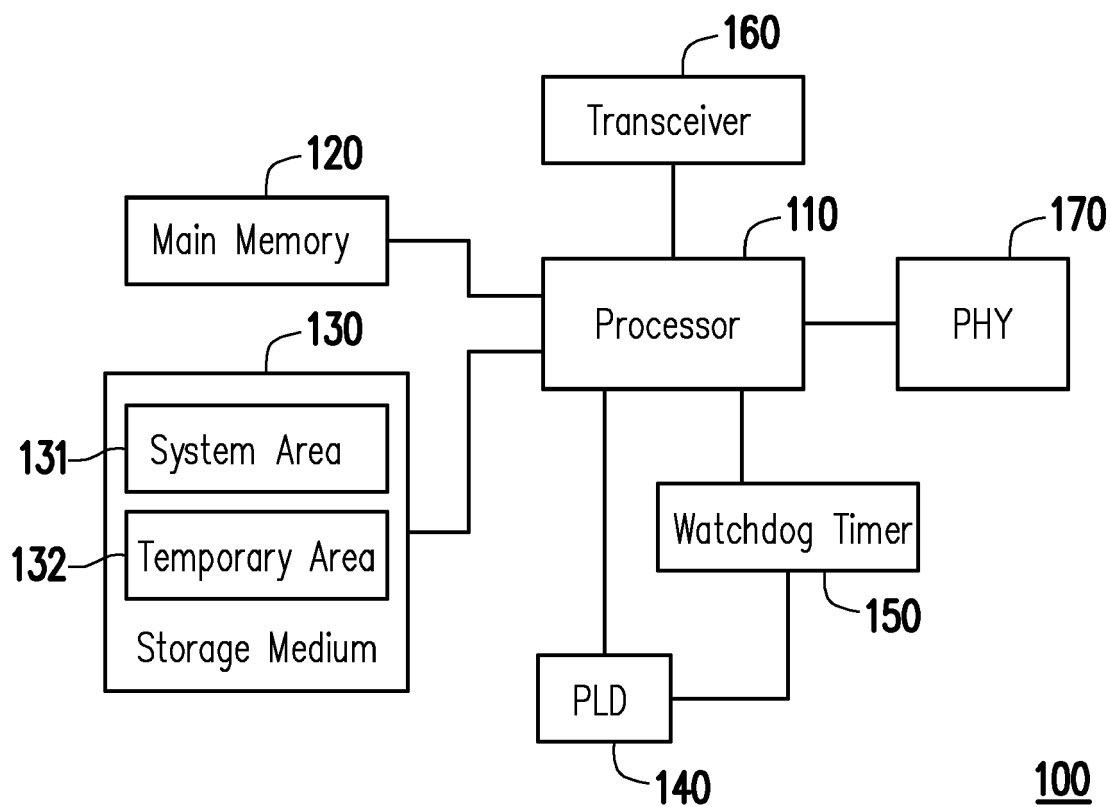 160
Transceiver
120
Main Memory
110
Processor
170
PHY
130
131
System Area
132
Temporary Area
Storage Medium
Watchdog Timer
150
PLD
140
100